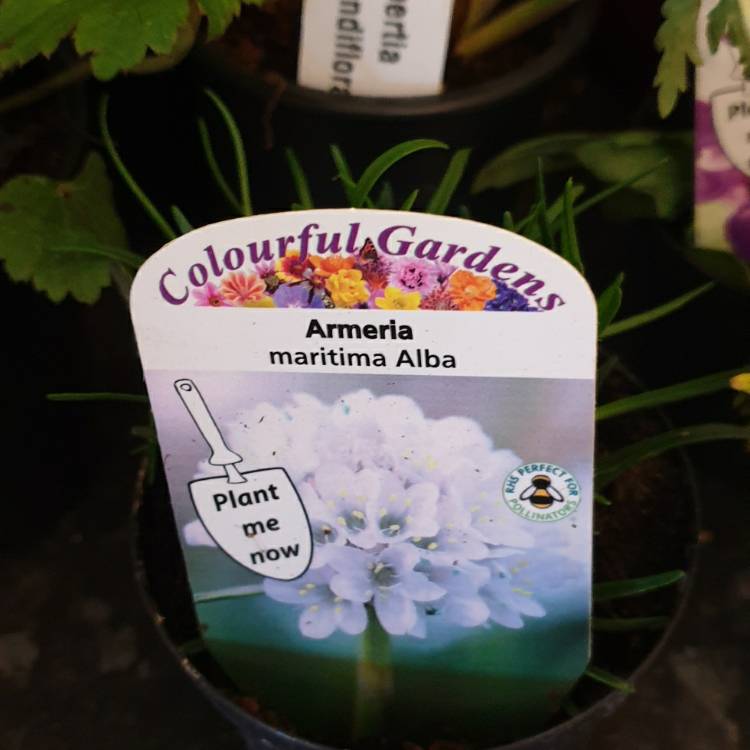 Colourful Gardens
Armeria
maritima Alba
Plant
me
now
RHS PERFECT FOR
POLLINATORS